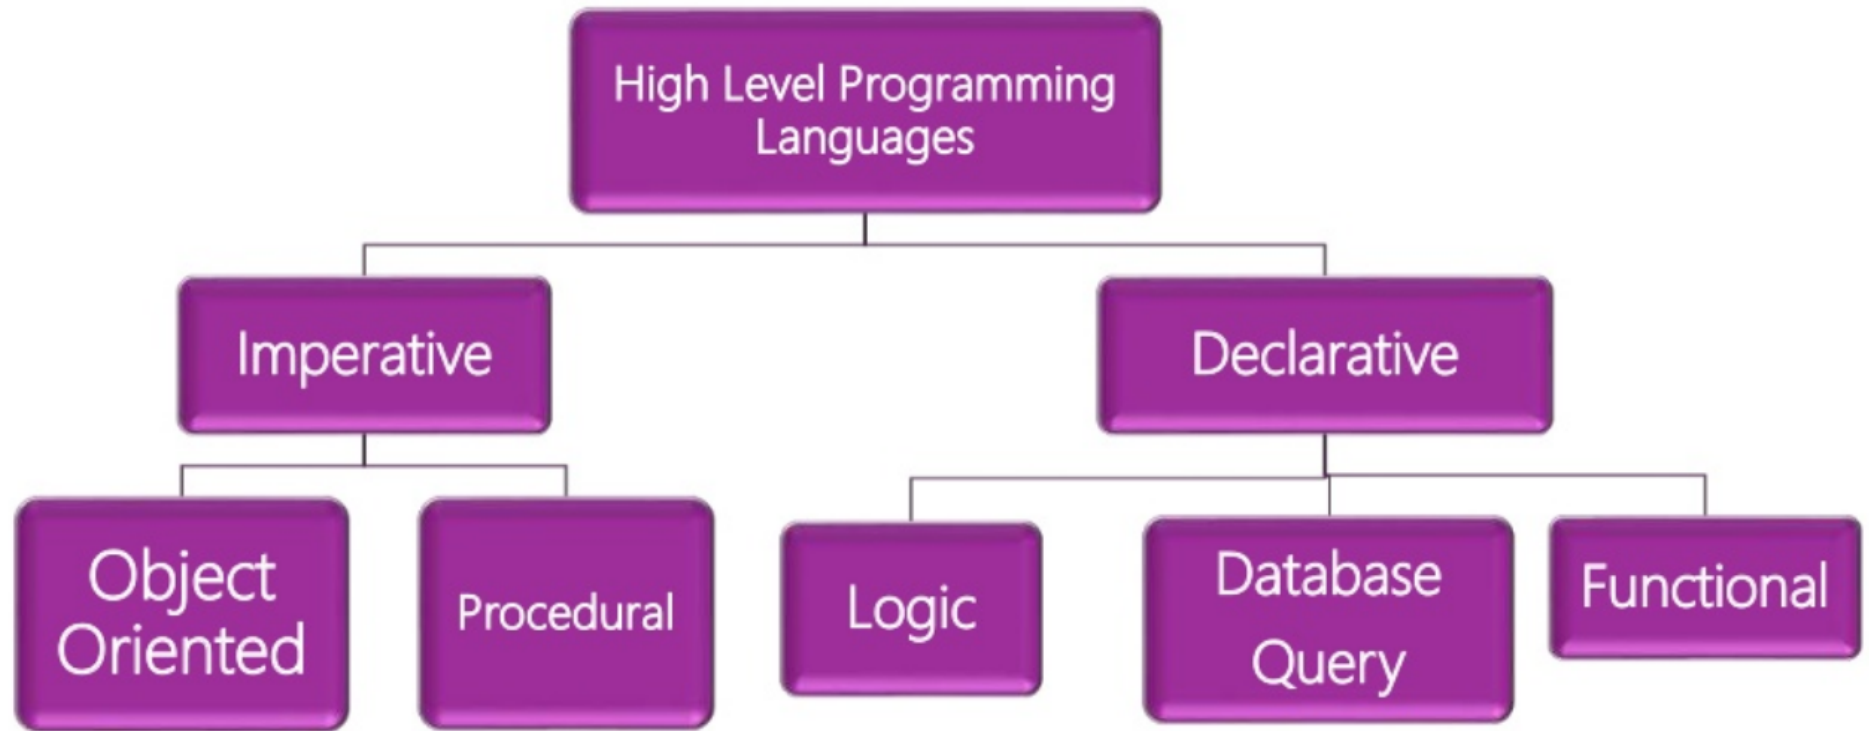 High Level Programming
Languages
Imperative
Declarative
Object
Oriented
Procedural
Logic
Database
Query
Functional